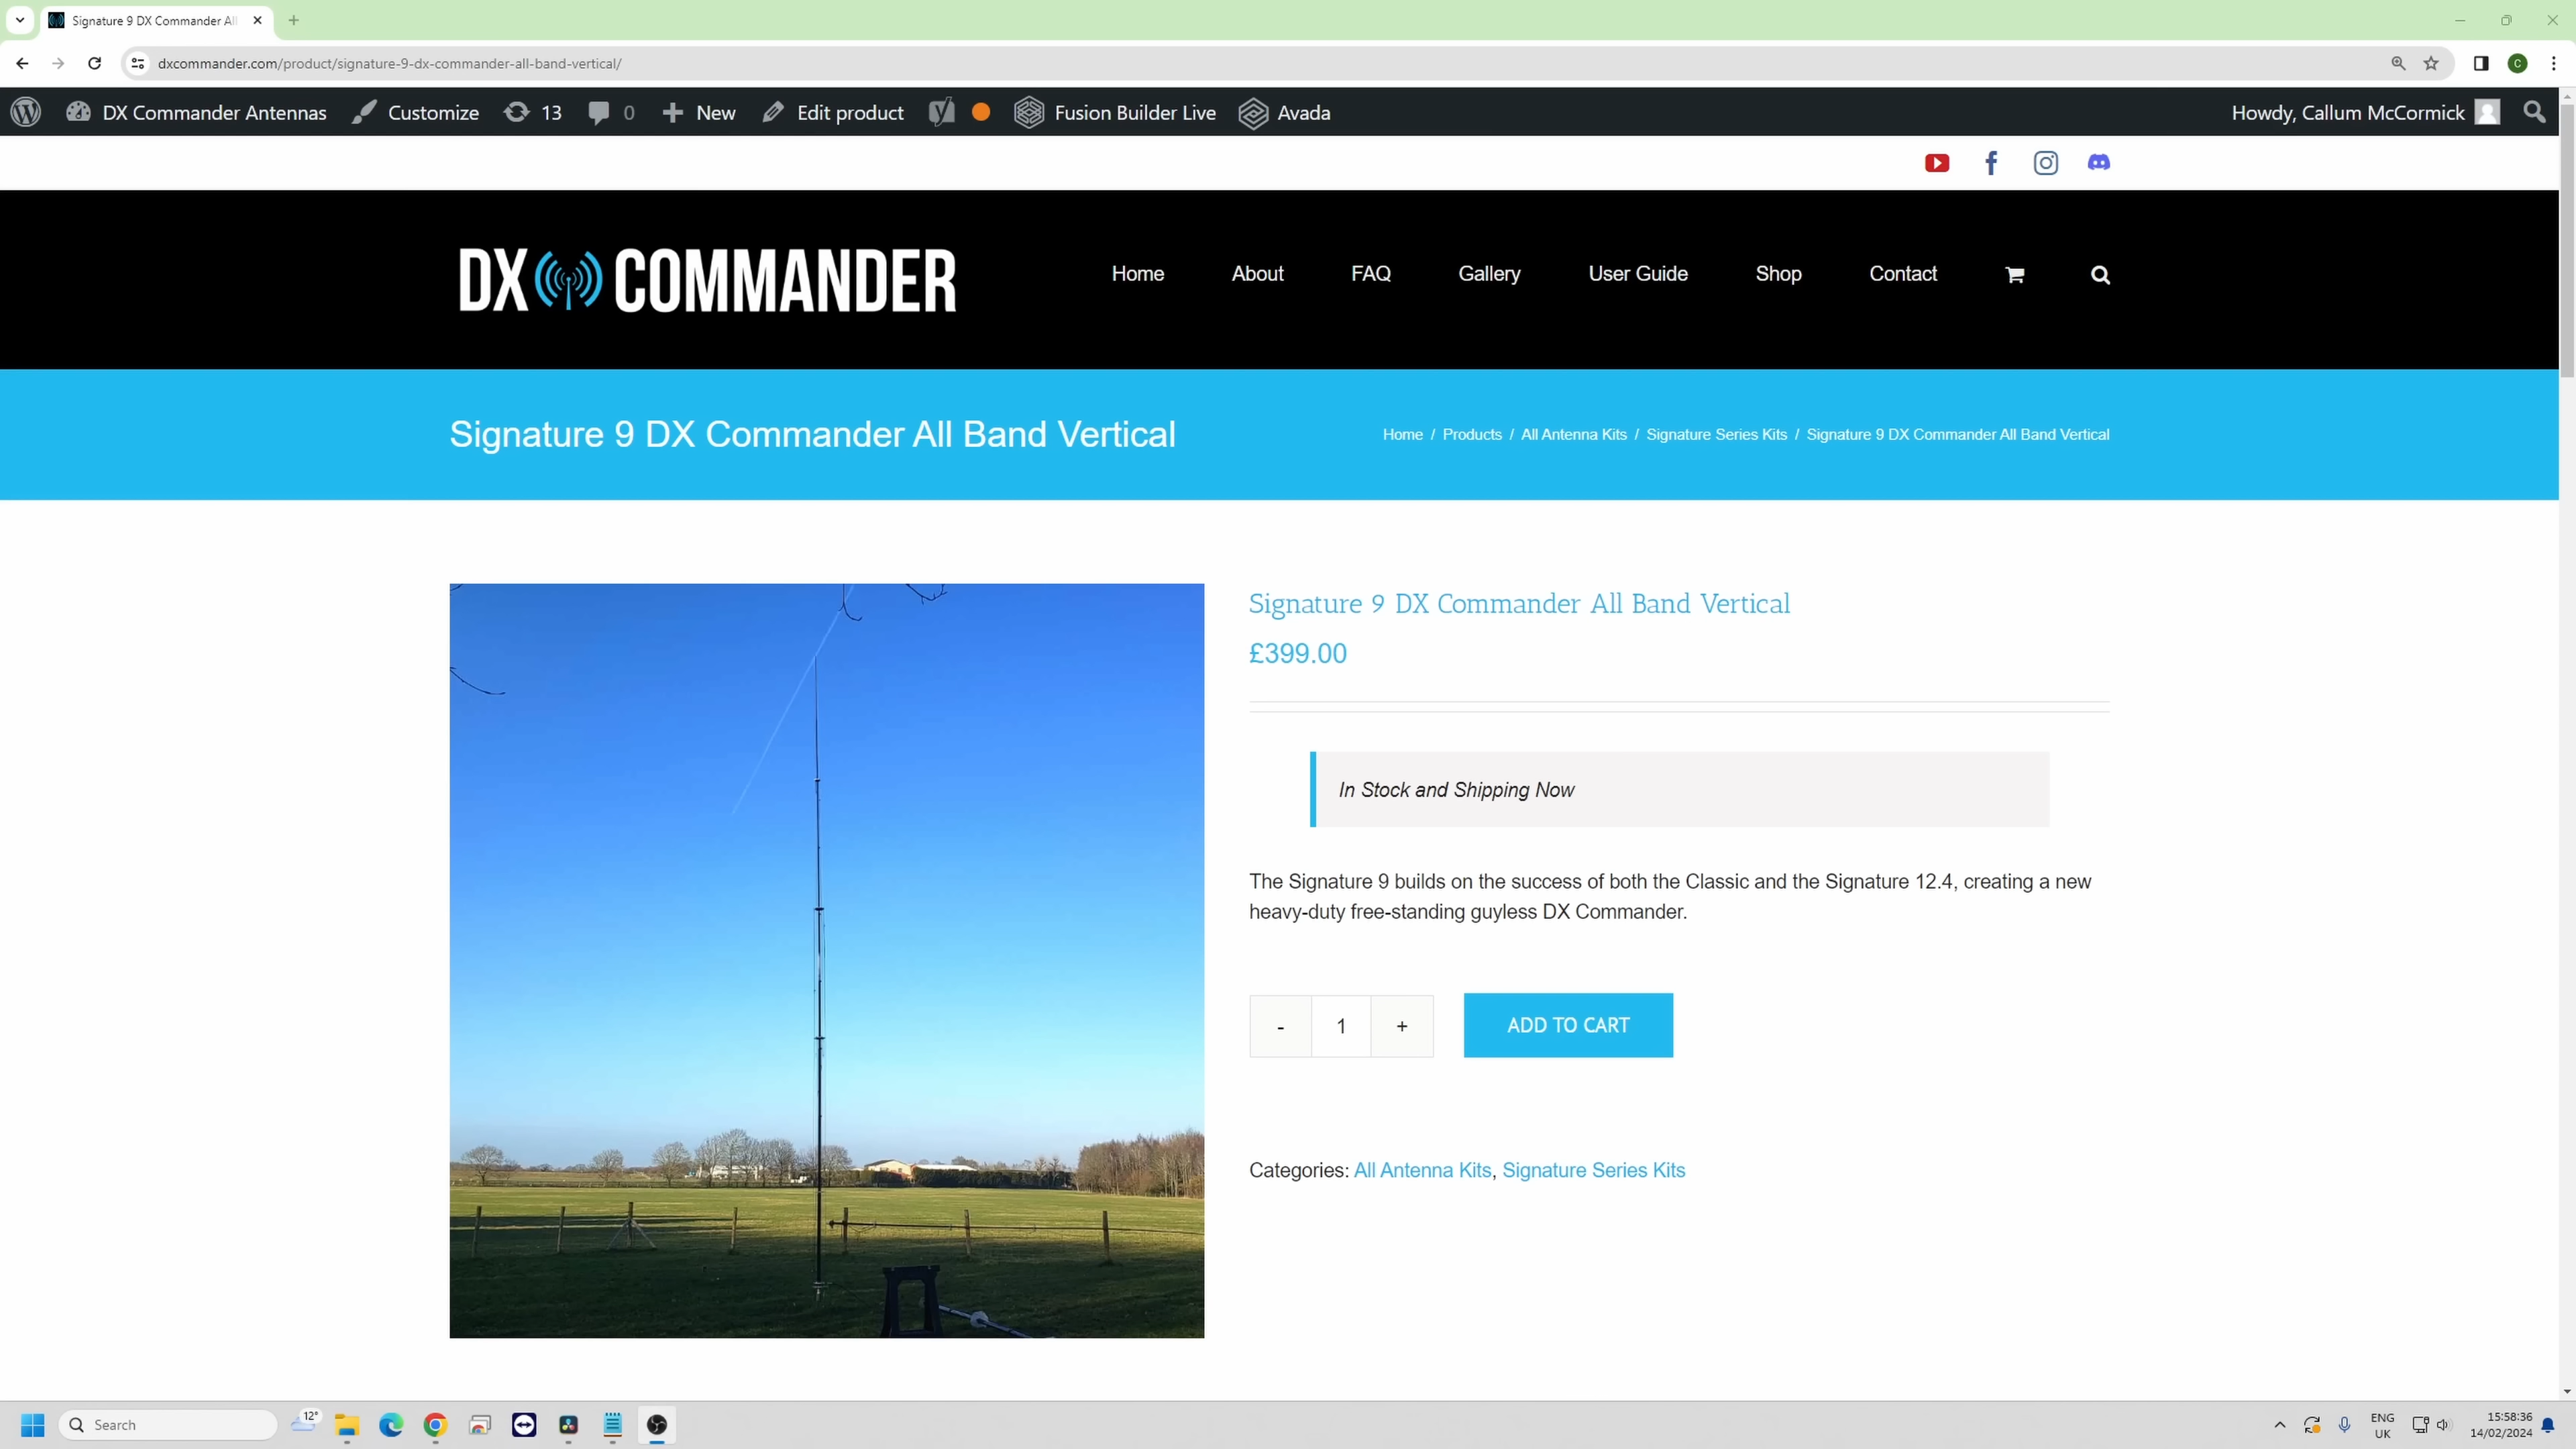 Signature 9 DX Commander All
dxcommander.com/product/signature-9-dx-commander-all-band-vertical/
DX Commander Antennas Customize 13 0 New Edit product Fusion Builder Live Avada Howdy, Callum McCormick
DX COMMANDER
Home About FAQ Gallery User Guide Shop Contact
Signature 9 DX Commander All Band Vertical
Home / Products / All Antenna Kits / Signature Series Kits / Signature 9 DX Commander All Band Vertical
Signature 9 DX Commander All Band Vertical
£399.00
In Stock and Shipping Now
The Signature 9 builds on the success of both the Classic and the Signature 12.4, creating a new
heavy-duty free-standing guyless DX Commander.
- 1 + ADD TO CART
Categories: All Antenna Kits, Signature Series Kits
Search
12°
ENG
UK
15:58:36
14/02/2024
C